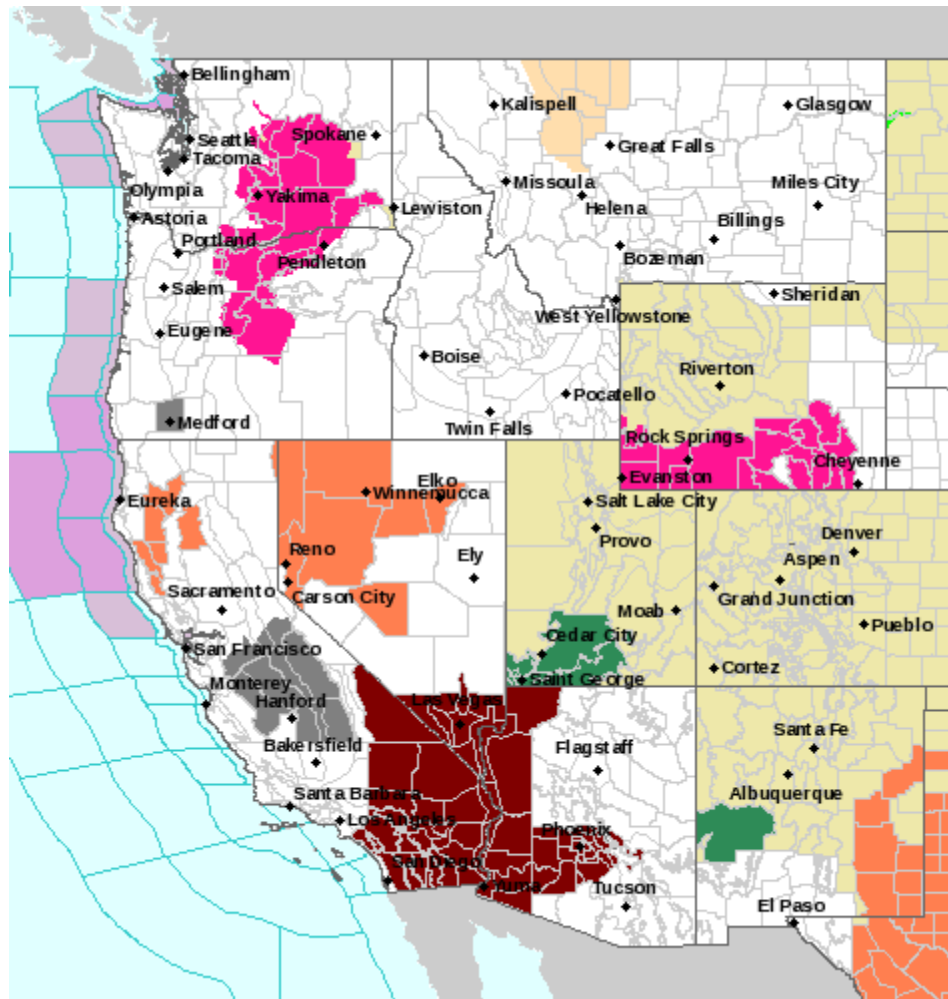 Bellingham
Kalispell
Glasgow
Seattle
Spokane
Great Falls
Tacoma
Olympia
Missoula
Miles City
Yakima
Helena
Lewiston
Astoria
Billings
Portland
Pendleton
Bozeman
Salem
Sheridan
West Yellowstone
Eugene
Boise
Riverton
Pocatello
Medford
Twin Falls
Rock Springs
Cheyenne
Elko
Evanston
Eureka
Winnemucca
Salt Lake City
Provo
Denver
Reno
Ely
Aspen
Sacramento
Carson City
Grand Junction
Moab
Pueblo
Cedar City
San Francisco
Cortez
Saint George
Monterey
Hanford
Las Vegas
Bakersfield
Flagstaff
Santa Fe
Albuquerque
Santa Barbara
Los Angeles
Phoenix
San Diego
Yuma
Tucson
El Paso